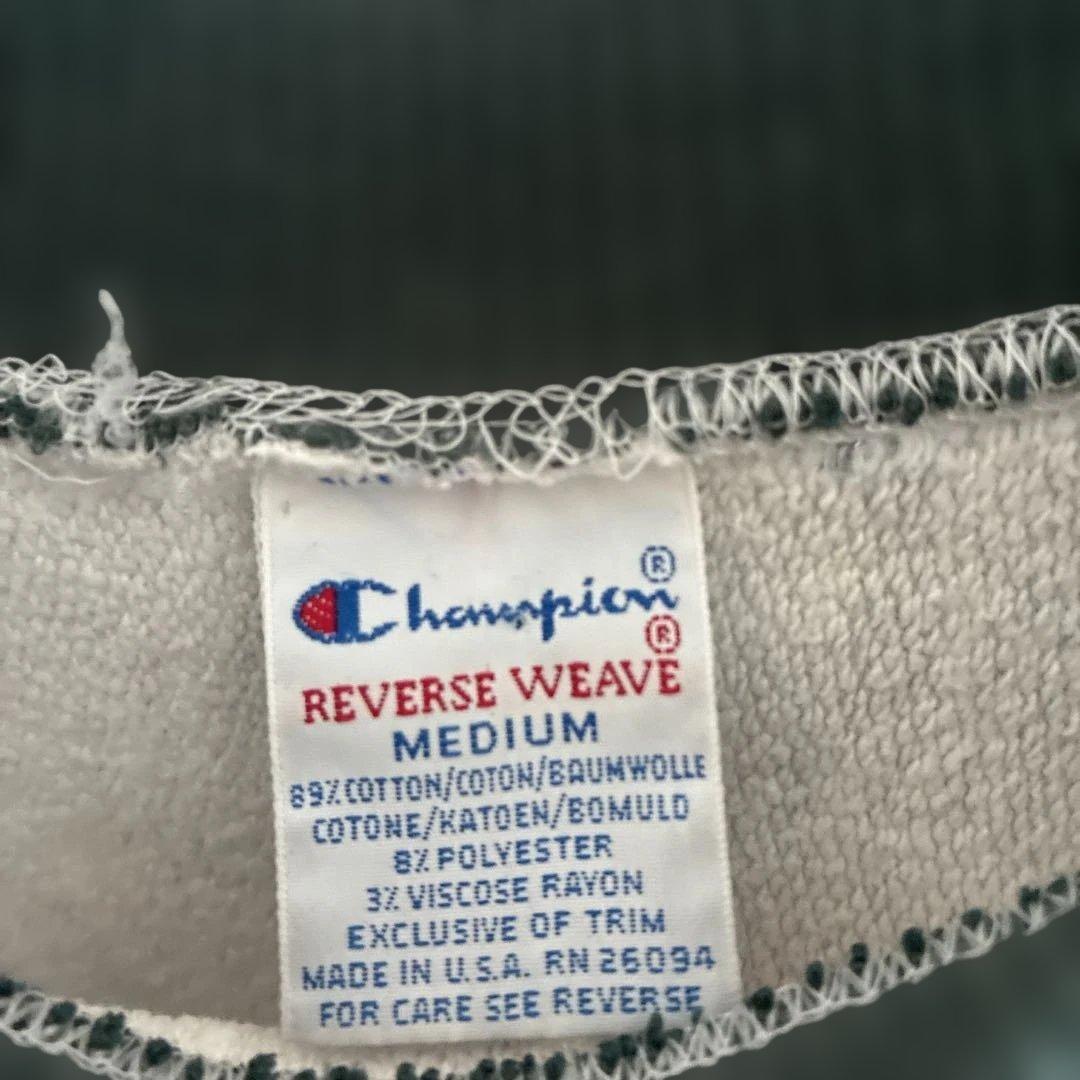 Champion®
®
REVERSE WEAVE
MEDIUM
89% COTTON/COTON/BAUMWOLLE
COTONE/KATOEN/BOMULD
8% POLYESTER
3% VISCOSE RAYON
EXCLUSIVE OF TRIM
MADE IN U.S.A. RN 26094
FOR CARE SEE REVERSE